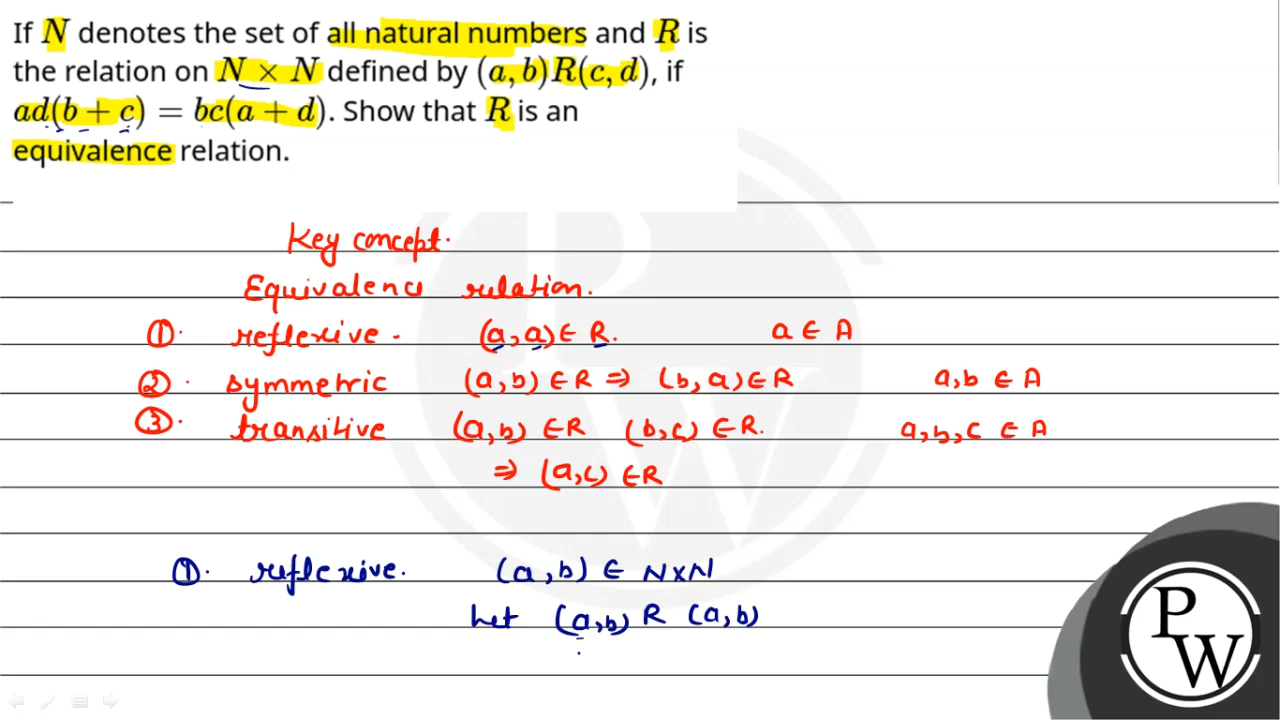 If N denotes the set of all natural numbers and R is
the relation on N × N defined by (a, b)R(c, d), if
ad(b + c) = bc(a + d). Show that R is an
equivalence relation.
Key concept.
Equivalency relation.
①. reflexive. (a, a) ∈ R. a ∈ A
②. symmetric (a, b) ∈ R ⇒ (b, a) ∈ R a, b ∈ A
③. transitive (a, b) ∈ R (b, c) ∈ R. a, b, c ∈ A
⇒ (a, c) ∈ R
①. reflexive. (a, b) ∈ N×N
Let (a, b) R (a, b)
P
W